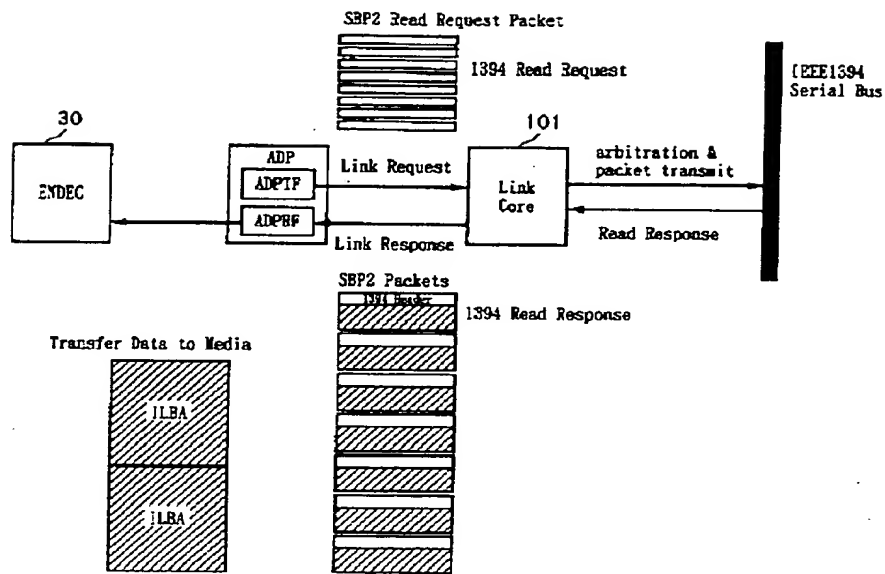 SBP2 Read Request Packet
1394 Read Request
IEEE1394
Serial Bus
30
101
ENDEC
ADP
ADPTF
ADPRF
Link Request
Link Response
Link
Core
arbitration &
packet transmit
Read Response
SBP2 Packets
1394 Header
1394 Read Response
Transfer Data to Media
1LBA
1LBA